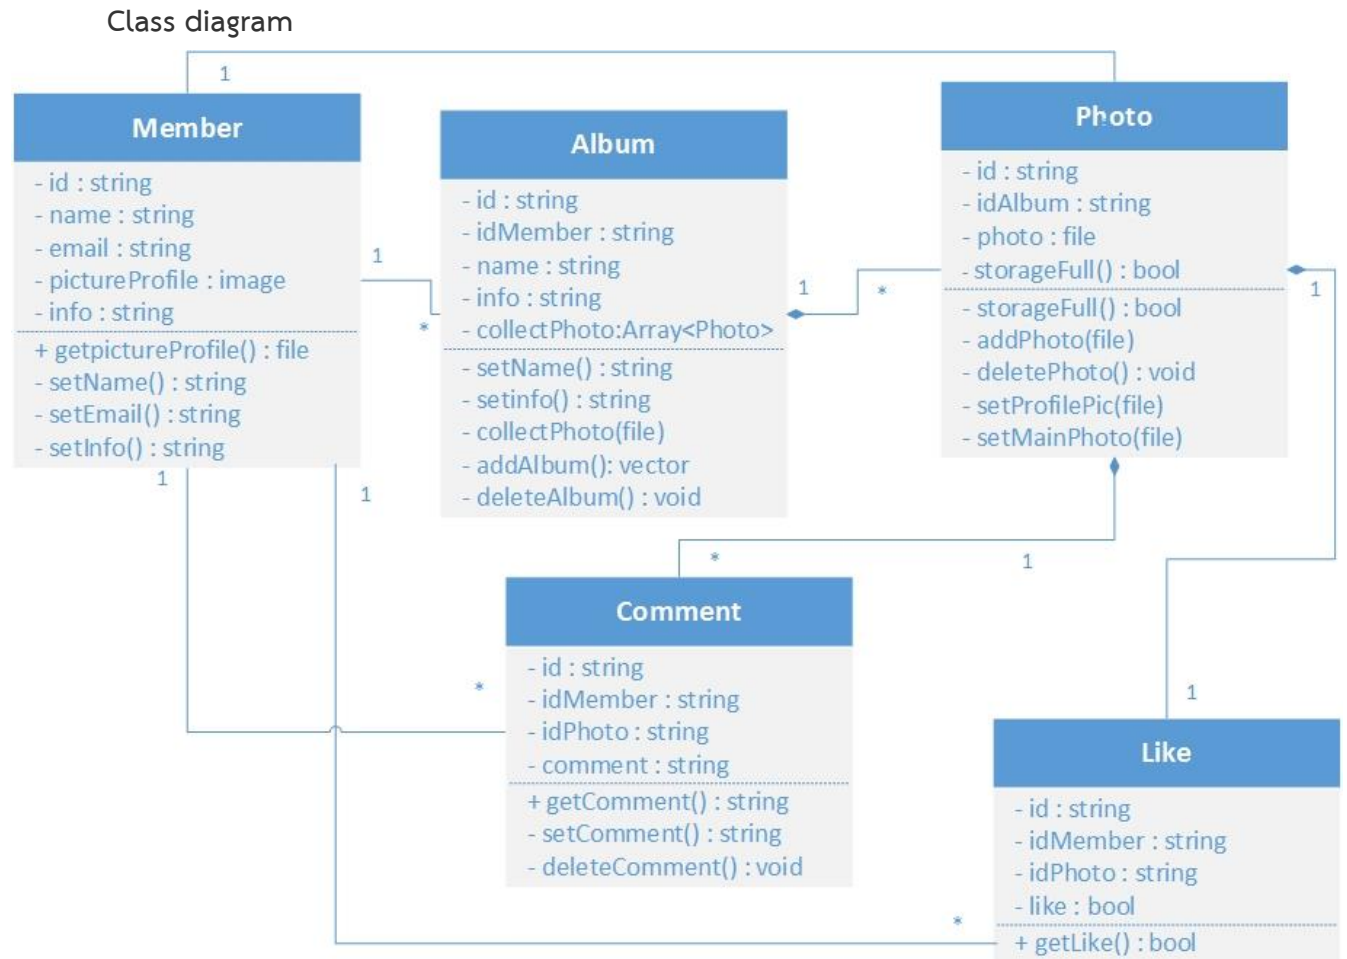 Class diagram
1
Member
- id : string
- name : string
- email : string
- pictureProfile : image
- info : string
+ getpictureProfile() : file
- setName() : string
- setEmail() : string
- setInfo() : string
1
*
1
1
Album
- id : string
- idMember : string
- name : string
- info : string
- collectPhoto:Array<Photo>
- setName() : string
- setinfo() : string
- collectPhoto(file)
- addAlbum(): vector
- deleteAlbum() : void
1
*
Photo
- id : string
- idAlbum : string
- photo : file
- storageFull() : bool
- storageFull() : bool
- addPhoto(file)
- deletePhoto() : void
- setProfilePic(file)
- setMainPhoto(file)
1
*
1
*
Comment
- id : string
- idMember : string
- idPhoto : string
- comment : string
+ getComment() : string
- setComment() : string
- deleteComment() : void
1
*
Like
- id : string
- idMember : string
- idPhoto : string
- like : bool
+ getLike() : bool